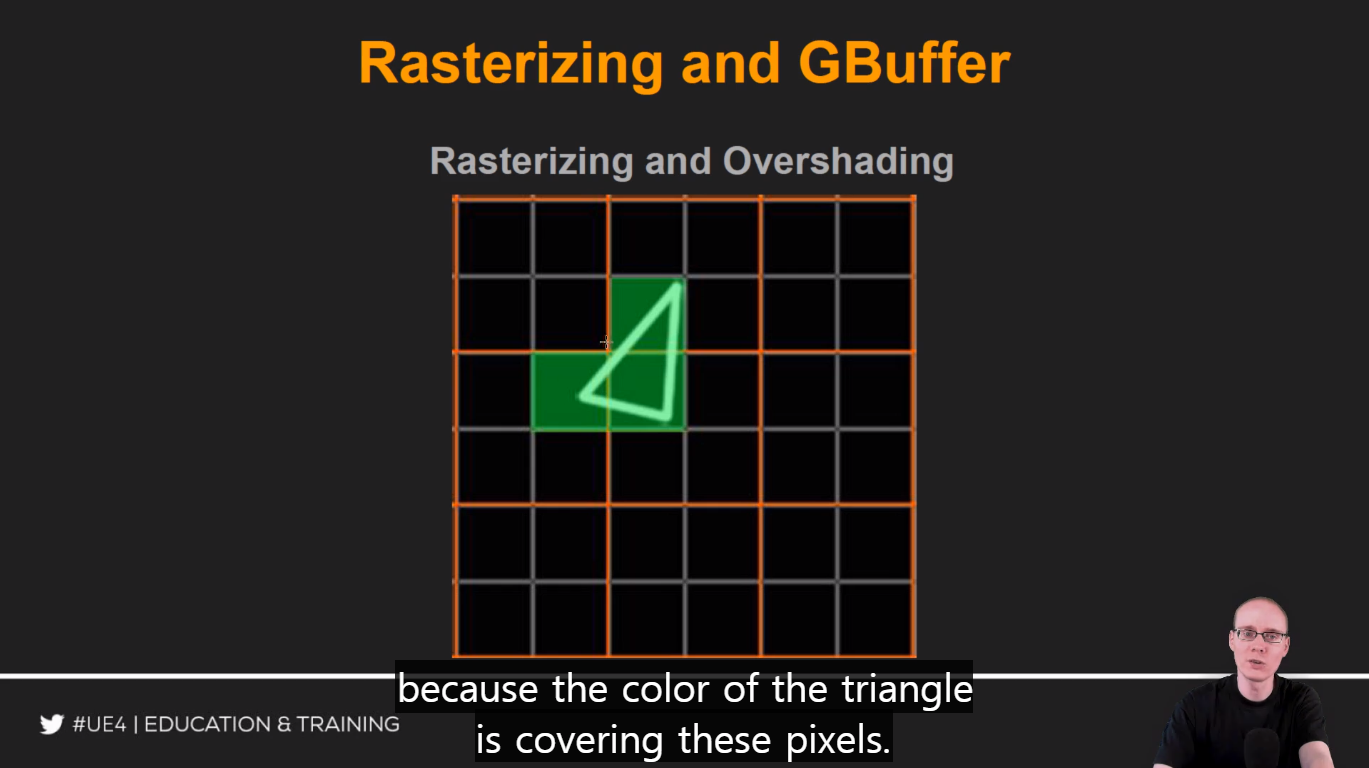 Rasterizing and GBuffer
Rasterizing and Overshading
because the color of the triangle
is covering these pixels.
#UE4 | EDUCATION & TRAINING